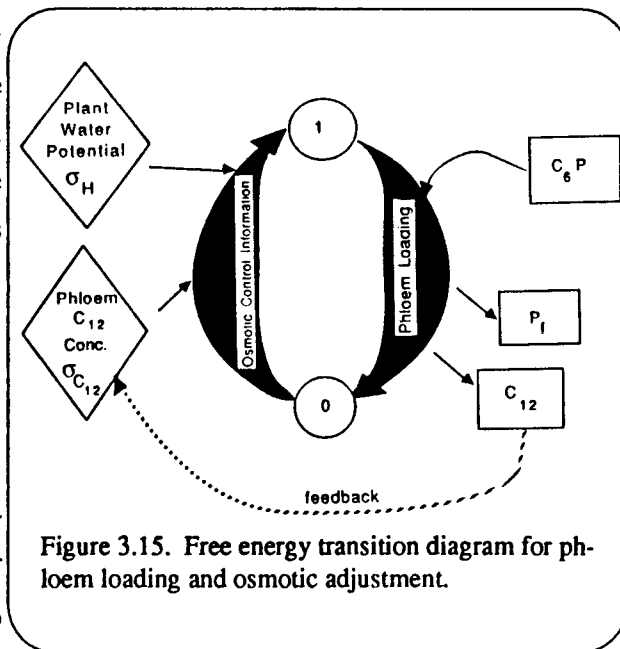 Plant
Water
Potential
σH
Phloem
C12
Conc.
σC12
Osmotic Control Information
1
0
Phloem Loading
C6 P
Pf
C12
feedback
Figure 3.15. Free energy transition diagram for ph-
loem loading and osmotic adjustment.